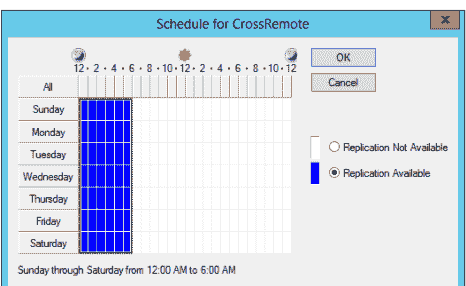 Schedule for CrossRemote
x
12 · 2 · 4 · 6 · 8 · 10 · 12 · 2 · 4 · 6 · 8 · 10 · 12
OK
Cancel
All
Sunday
Monday
Tuesday
Wednesday
Thursday
Friday
Saturday
Replication Not Available
Replication Available
Sunday through Saturday from 12:00 AM to 6:00 AM